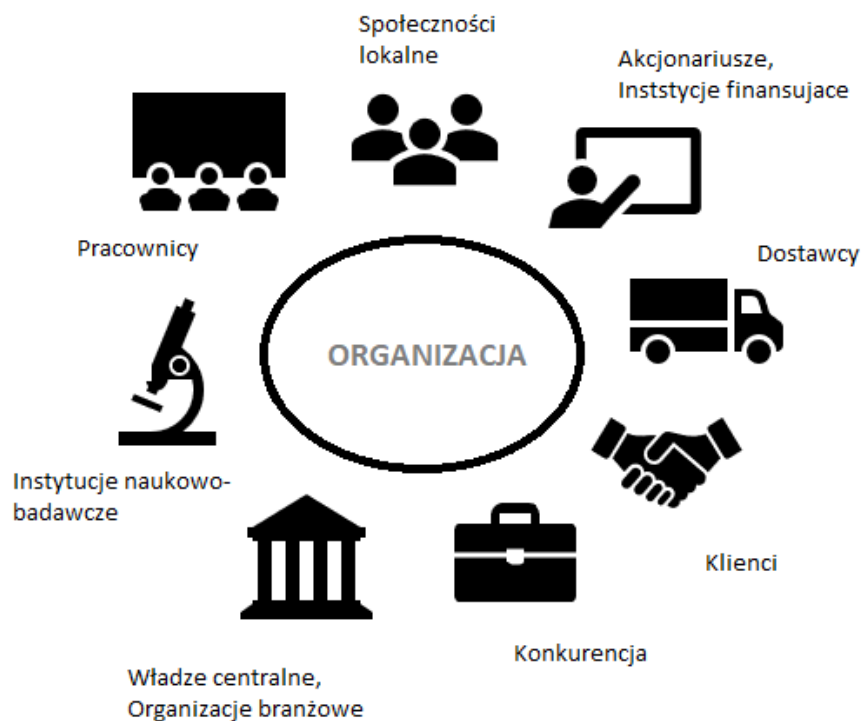 Społeczności
lokalne
Akcjonariusze,
Inststycje finansujace
Pracownicy
Dostawcy
ORGANIZACJA
Instytucje naukowo-
badawcze
Klienci
Konkurencja
Władze centralne,
Organizacje branżowe